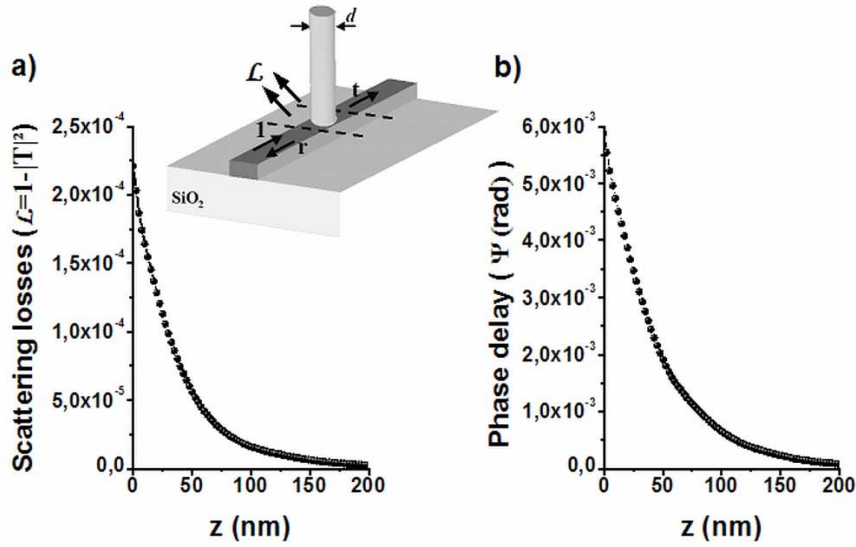 a)
d
ℒ
t
1
r
SiO₂
Scattering losses (ℒ=1-|T|²)
2,5x10⁻⁴
2,0x10⁻⁴
1,5x10⁻⁴
1,0x10⁻⁴
5,0x10⁻⁵
0,0
0 50 100 150 200
z (nm)
b)
Phase delay ( Ψ (rad)
6,0x10⁻³
5,0x10⁻³
4,0x10⁻³
3,0x10⁻³
2,0x10⁻³
1,0x10⁻³
0,0
0 50 100 150 200
z (nm)